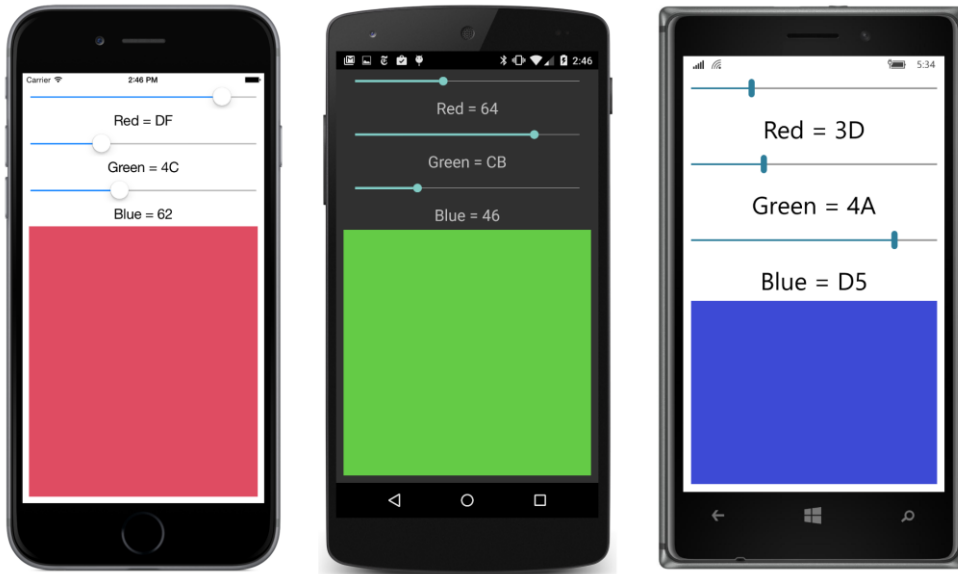 Carrier 2:46 PM
Red = DF
Green = 4C
Blue = 62
2:46
Red = 64
Green = CB
Blue = 46
5:34
Red = 3D
Green = 4A
Blue = D5